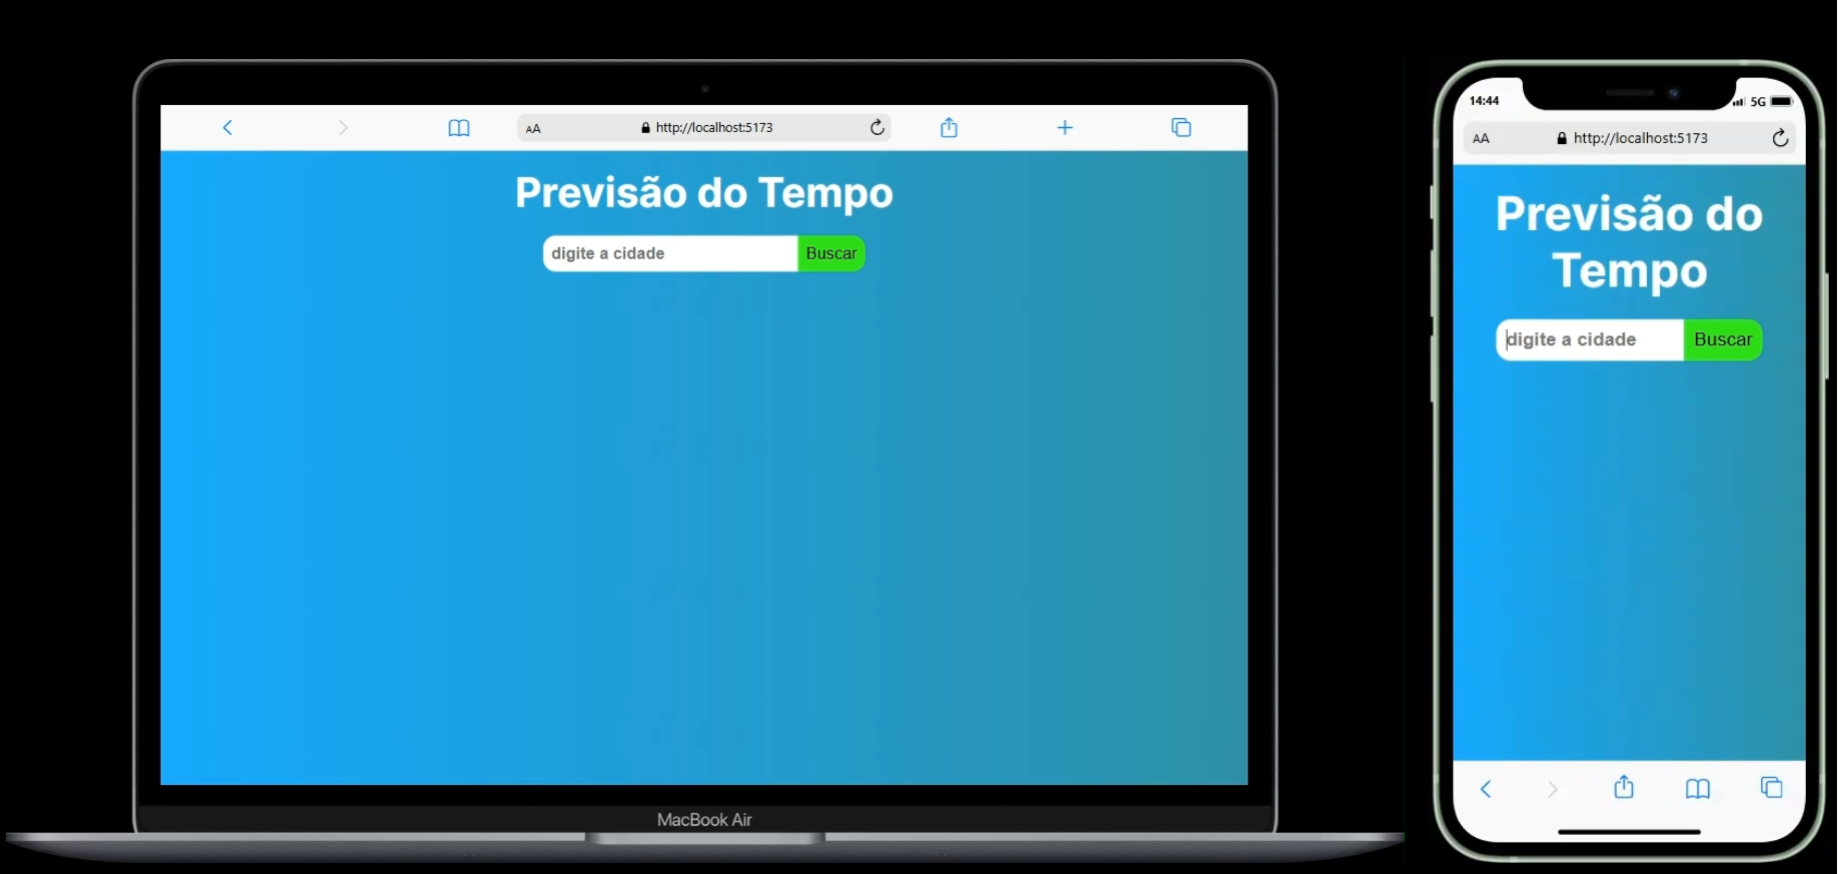 AA
http://localhost:5173
Previsão do Tempo
digite a cidade
Buscar
MacBook Air
14:44
5G
AA
http://localhost:5173
Previsão do
Tempo
digite a cidade
Buscar